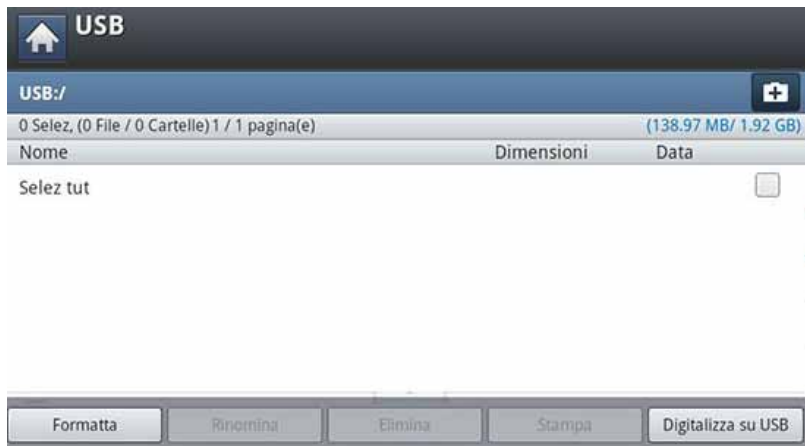 USB
USB:/
0 Selez, (0 File / 0 Cartelle) 1 / 1 pagina(e) (138.97 MB/ 1.92 GB)
Nome Dimensioni Data
Selez tut
Formatta Rinomina Elimina Stampa Digitalizza su USB